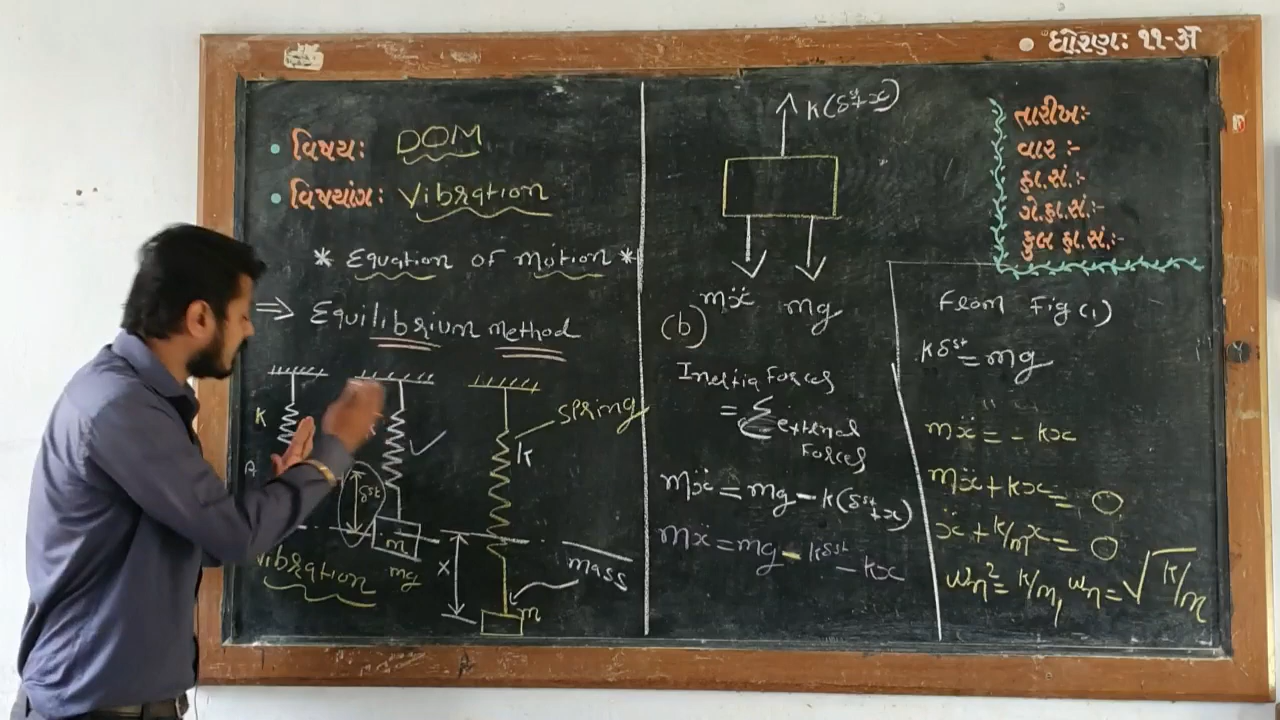 ધોરણઃ ૧૧-અ
• વિષયઃ DOM
• વિષયાંગઃ Vibration
* Equation of Motion *
⇒ Equilibrium method
K
A
δst
m
mg
Spring
k
X
mass
m
vibration
k(δst+x)
mẍ mg
(b)
Inertia Forces
= Σ external
Forces
mẍ = mg - k(δst+x)
mẍ = mg - kδst - kx
તારીખઃ-
વાર :-
હા.સં.:-
ગે.હા.સં.:-
કુલ હા.સં.:-
From Fig(1)
kδst = mg
mẍ = - kx
mẍ + kx = 0
ẍ + k/m x = 0
ωn² = k/m, ωn = √k/m